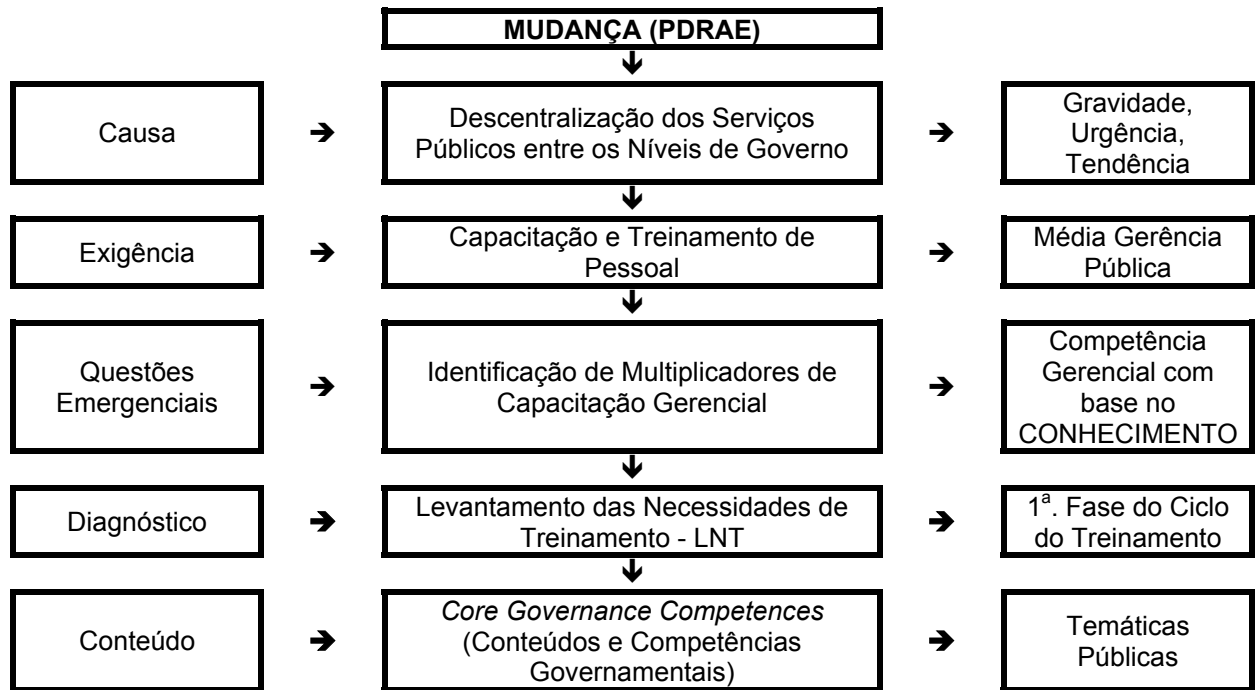 MUDANÇA (PDRAE)
Causa
Descentralização dos Serviços
Públicos entre os Níveis de Governo
Gravidade,
Urgência,
Tendência
Exigência
Capacitação e Treinamento de
Pessoal
Média Gerência
Pública
Questões
Emergenciais
Identificação de Multiplicadores de
Capacitação Gerencial
Competência
Gerencial com
base no
CONHECIMENTO
Diagnóstico
Levantamento das Necessidades de
Treinamento - LNT
1ª. Fase do Ciclo
do Treinamento
Conteúdo
Core Governance Competences
(Conteúdos e Competências
Governamentais)
Temáticas
Públicas